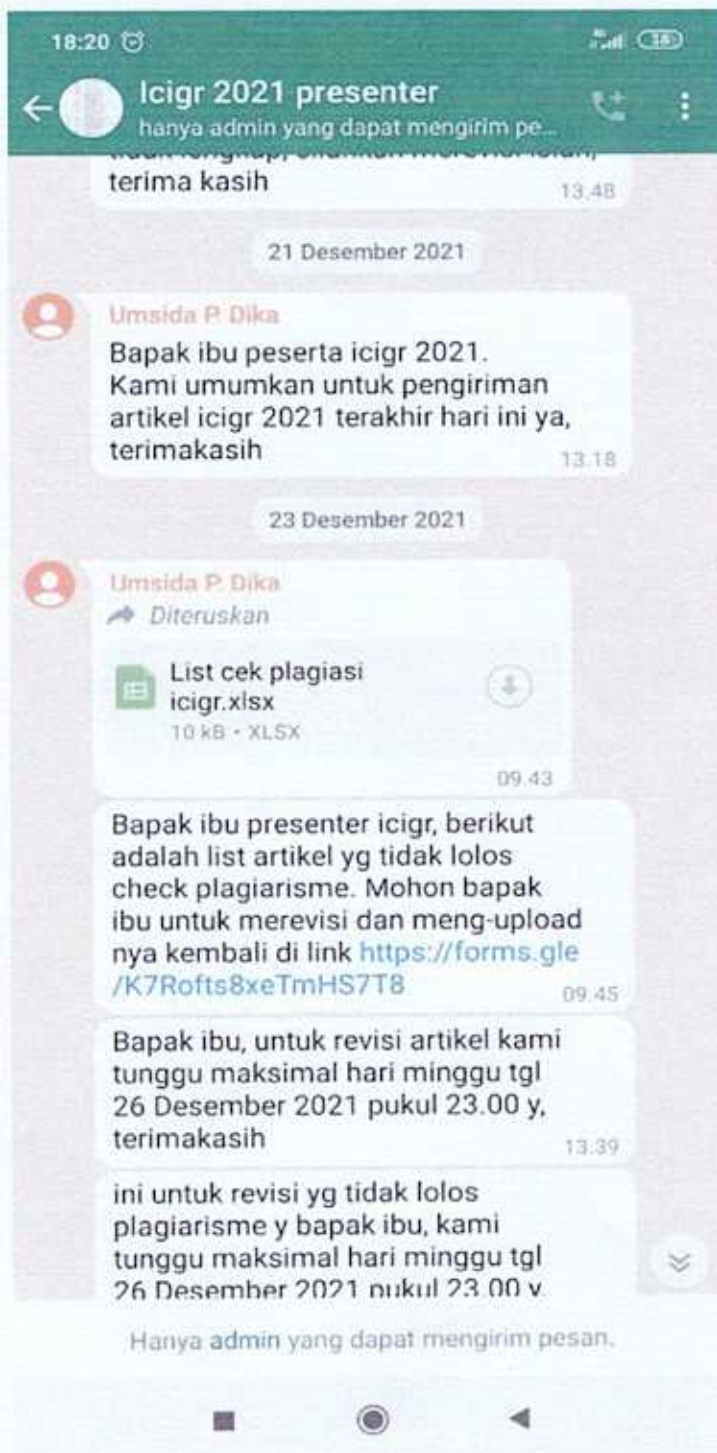 18:20
Icigr 2021 presenter
hanya admin yang dapat mengirim pe...
terima kasih
13.48
21 Desember 2021
Umsida P. Dika
Bapak ibu peserta icigr 2021.
Kami umumkan untuk pengiriman
artikel icigr 2021 terakhir hari ini ya,
terimakasih
13.18
23 Desember 2021
Umsida P. Dika
Diteruskan
List cek plagiasi
icigr.xlsx
10 kB • XLSX
09.43
Bapak ibu presenter icigr, berikut
adalah list artikel yg tidak lolos
check plagiarisme. Mohon bapak
ibu untuk merevisi dan meng-upload
nya kembali di link https://forms.gle
/K7Rofts8xeTmHS7T8
09.45
Bapak ibu, untuk revisi artikel kami
tunggu maksimal hari minggu tgl
26 Desember 2021 pukul 23.00 y,
terimakasih
13.39
ini untuk revisi yg tidak lolos
plagiarisme y bapak ibu, kami
tunggu maksimal hari minggu tgl
26 Desember 2021 pukul 23.00 y
Hanya admin yang dapat mengirim pesan.